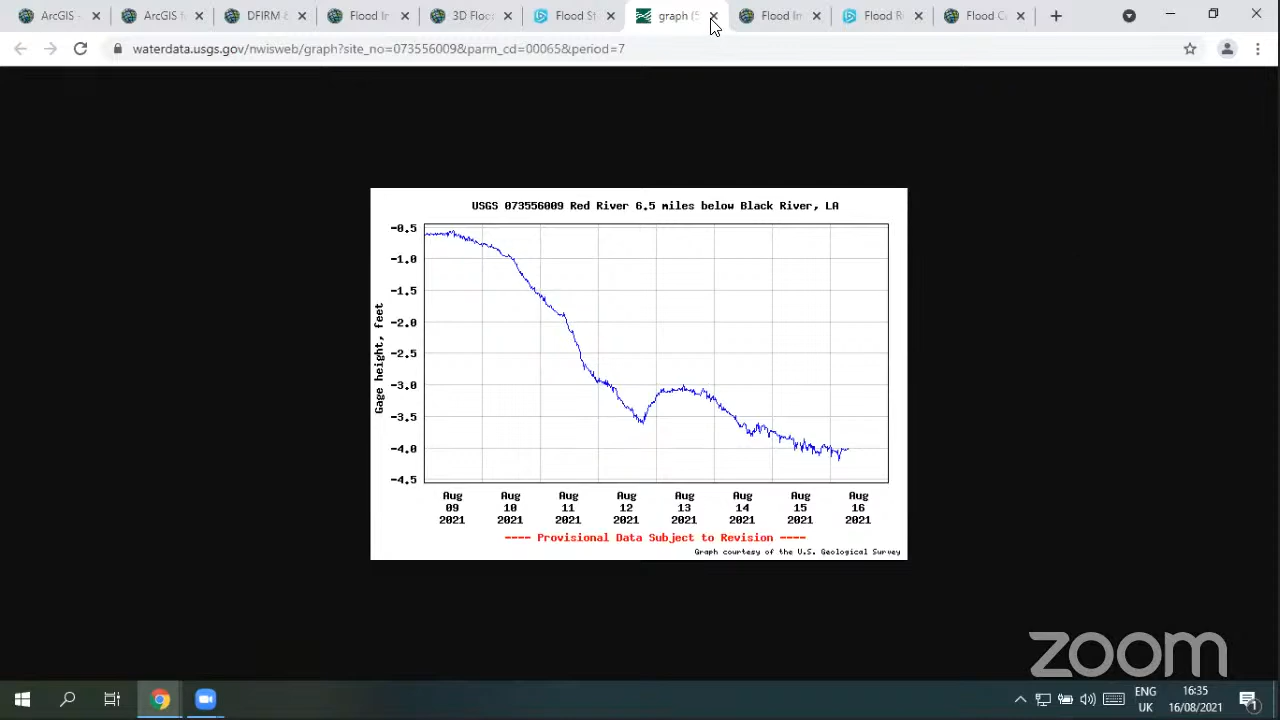 ArcGIS -
ArcGIS
DFIRM &
Flood In
3D Floo
Flood St
graph (5
Flood Im
Flood R
Flood C
waterdata.usgs.gov/nwisweb/graph?site_no=073556009&parm_cd=00065&period=7
USGS 073556009 Red River 6.5 miles below Black River, LA
Gage height, feet
-0.5
-1.0
-1.5
-2.0
-2.5
-3.0
-3.5
-4.0
-4.5
Aug Aug Aug Aug Aug Aug Aug Aug
09 10 11 12 13 14 15 16
2021 2021 2021 2021 2021 2021 2021 2021
---- Provisional Data Subject to Revision ----
Graph courtesy of the U.S. Geological Survey
zoom
ENG
UK
16:35
16/08/2021
1